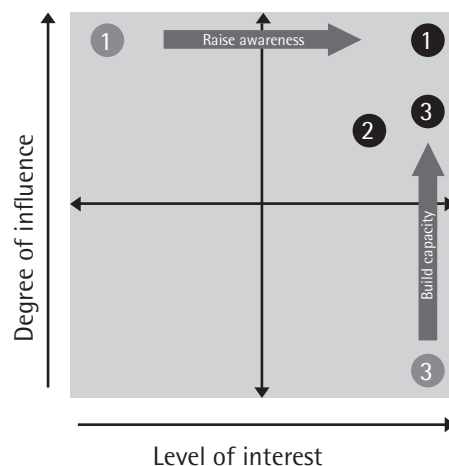 1
Raise awareness
1
3
2
Degree of influence
Build capacity
3
Level of interest